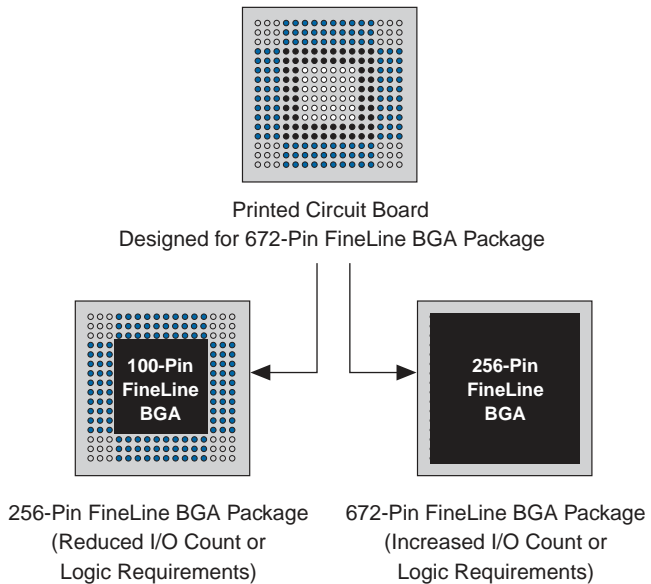 Printed Circuit Board
Designed for 672-Pin FineLine BGA Package
100-Pin
FineLine
BGA
256-Pin
FineLine
BGA
256-Pin FineLine BGA Package
(Reduced I/O Count or
Logic Requirements)
672-Pin FineLine BGA Package
(Increased I/O Count or
Logic Requirements)